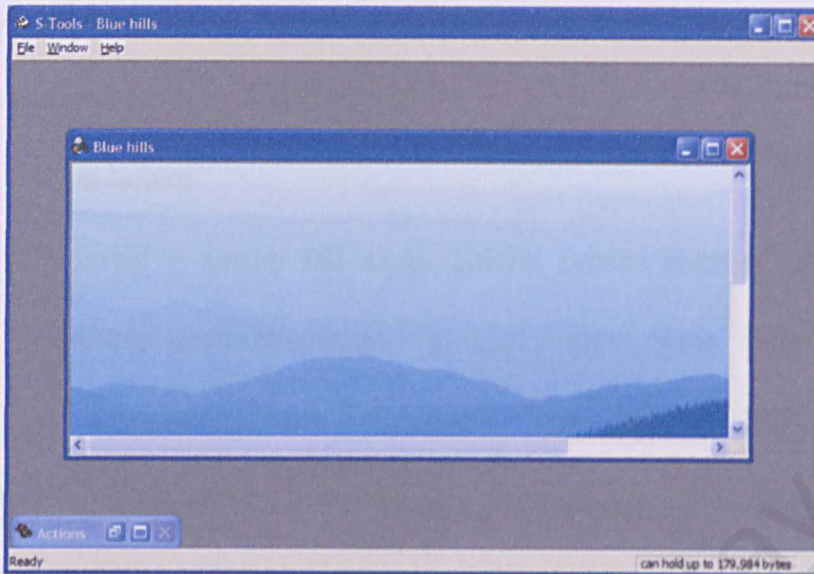 S-Tools - Blue hills
File Window Help
Blue hills
Actions
Ready
can hold up to 179,984 bytes